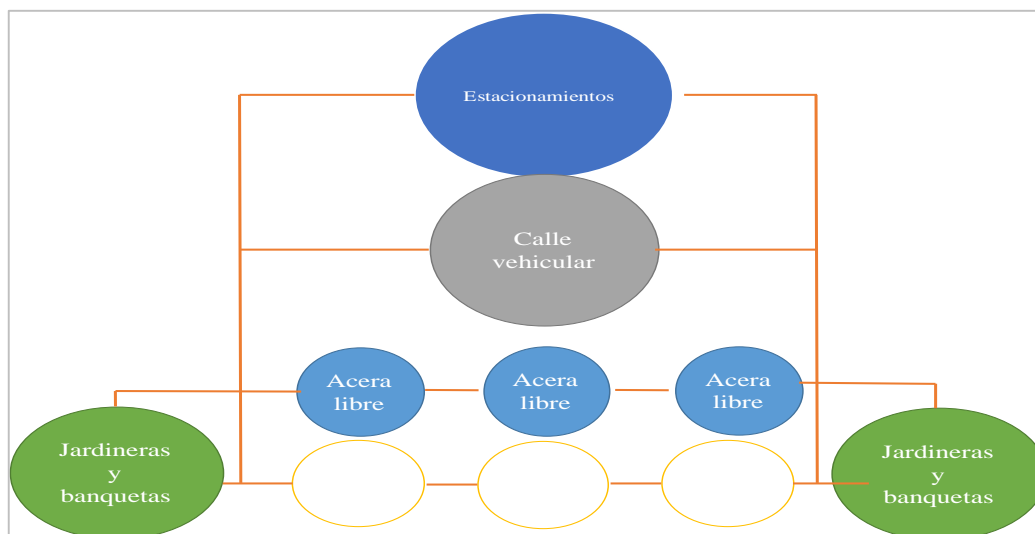 Estacionamientos
Calle
vehicular
Acera
libre
Acera
libre
Acera
libre
Jardineras
y
banquetas
Jardineras
y
banquetas